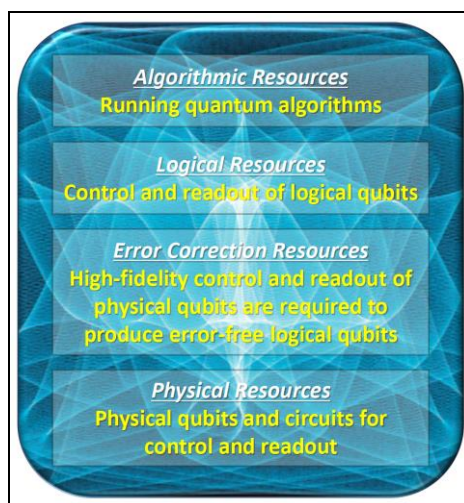 Algorithmic Resources
Running quantum algorithms
Logical Resources
Control and readout of logical qubits
Error Correction Resources
High-fidelity control and readout of
physical qubits are required to
produce error-free logical qubits
Physical Resources
Physical qubits and circuits for
control and readout